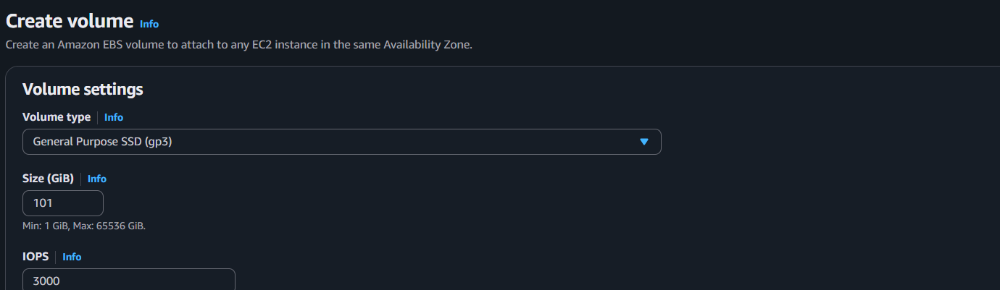 Create volume Info
Create an Amazon EBS volume to attach to any EC2 instance in the same Availability Zone.
Volume settings
Volume type Info
General Purpose SSD (gp3)
Size (GiB) Info
101
Min: 1 GiB, Max: 65536 GiB.
IOPS Info
3000